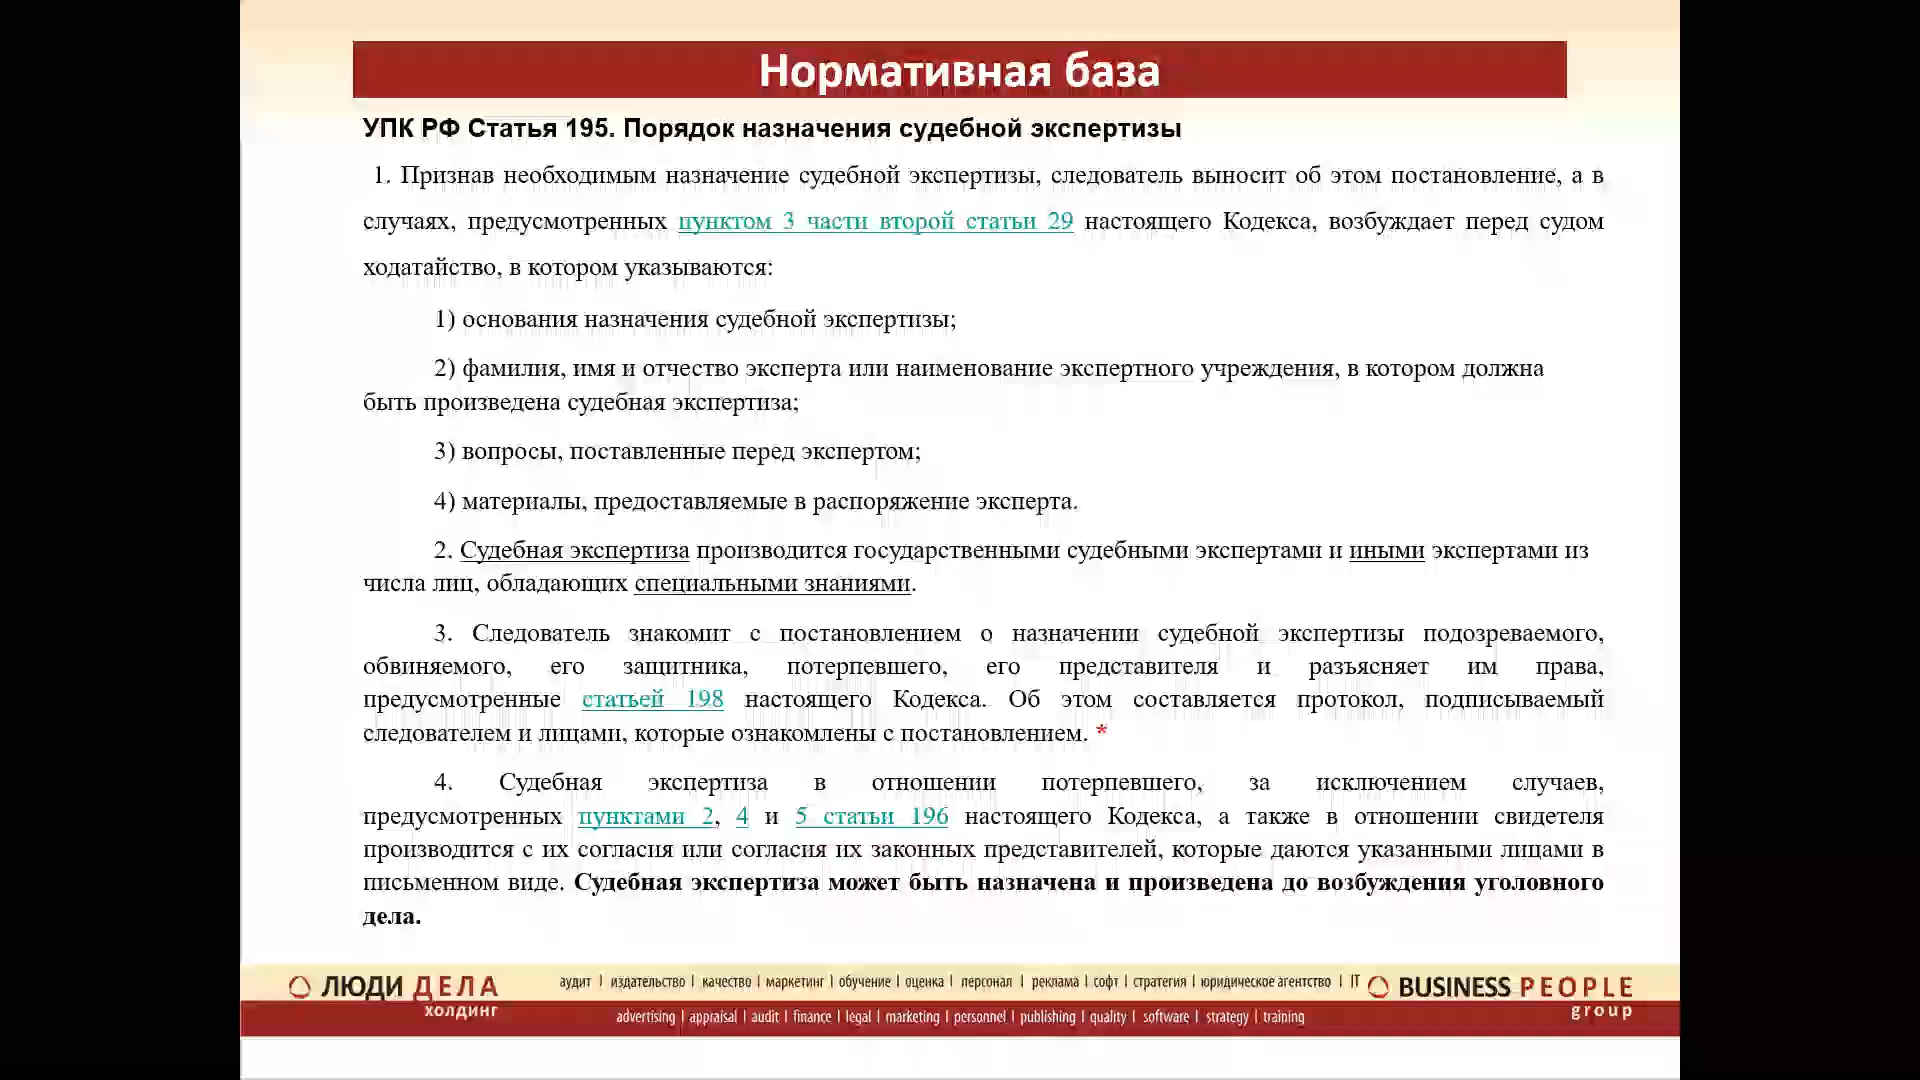 Нормативная база
УПК РФ Статья 195. Порядок назначения судебной экспертизы
1. Признав необходимым назначение судебной экспертизы, следователь выносит об этом постановление, а в
случаях, предусмотренных пунктом 3 части второй статьи 29 настоящего Кодекса, возбуждает перед судом
ходатайство, в котором указываются:
1) основания назначения судебной экспертизы;
2) фамилия, имя и отчество эксперта или наименование экспертного учреждения, в котором должна
быть произведена судебная экспертиза;
3) вопросы, поставленные перед экспертом;
4) материалы, предоставляемые в распоряжение эксперта.
2. Судебная экспертиза производится государственными судебными экспертами и иными экспертами из
числа лиц, обладающих специальными знаниями.
3. Следователь знакомит с постановлением о назначении судебной экспертизы подозреваемого,
обвиняемого, его защитника, потерпевшего, его представителя и разъясняет им права,
предусмотренные статьей 198 настоящего Кодекса. Об этом составляется протокол, подписываемый
следователем и лицами, которые ознакомлены с постановлением. *
4. Судебная экспертиза в отношении потерпевшего, за исключением случаев,
предусмотренных пунктами 2, 4 и 5 статьи 196 настоящего Кодекса, а также в отношении свидетеля
производится с их согласия или согласия их законных представителей, которые даются указанными лицами в
письменном виде. Судебная экспертиза может быть назначена и произведена до возбуждения уголовного
дела.
ЛЮДИ ДЕЛА
холдинг
аудит | издательство | качество | маркетинг | обучение | оценка | персонал | реклама | софт | стратегия | юридическое агентство | IT
advertising | appraisal | audit | finance | legal | marketing | personnel | publishing | quality | software | strategy | training
BUSINESS PEOPLE
group